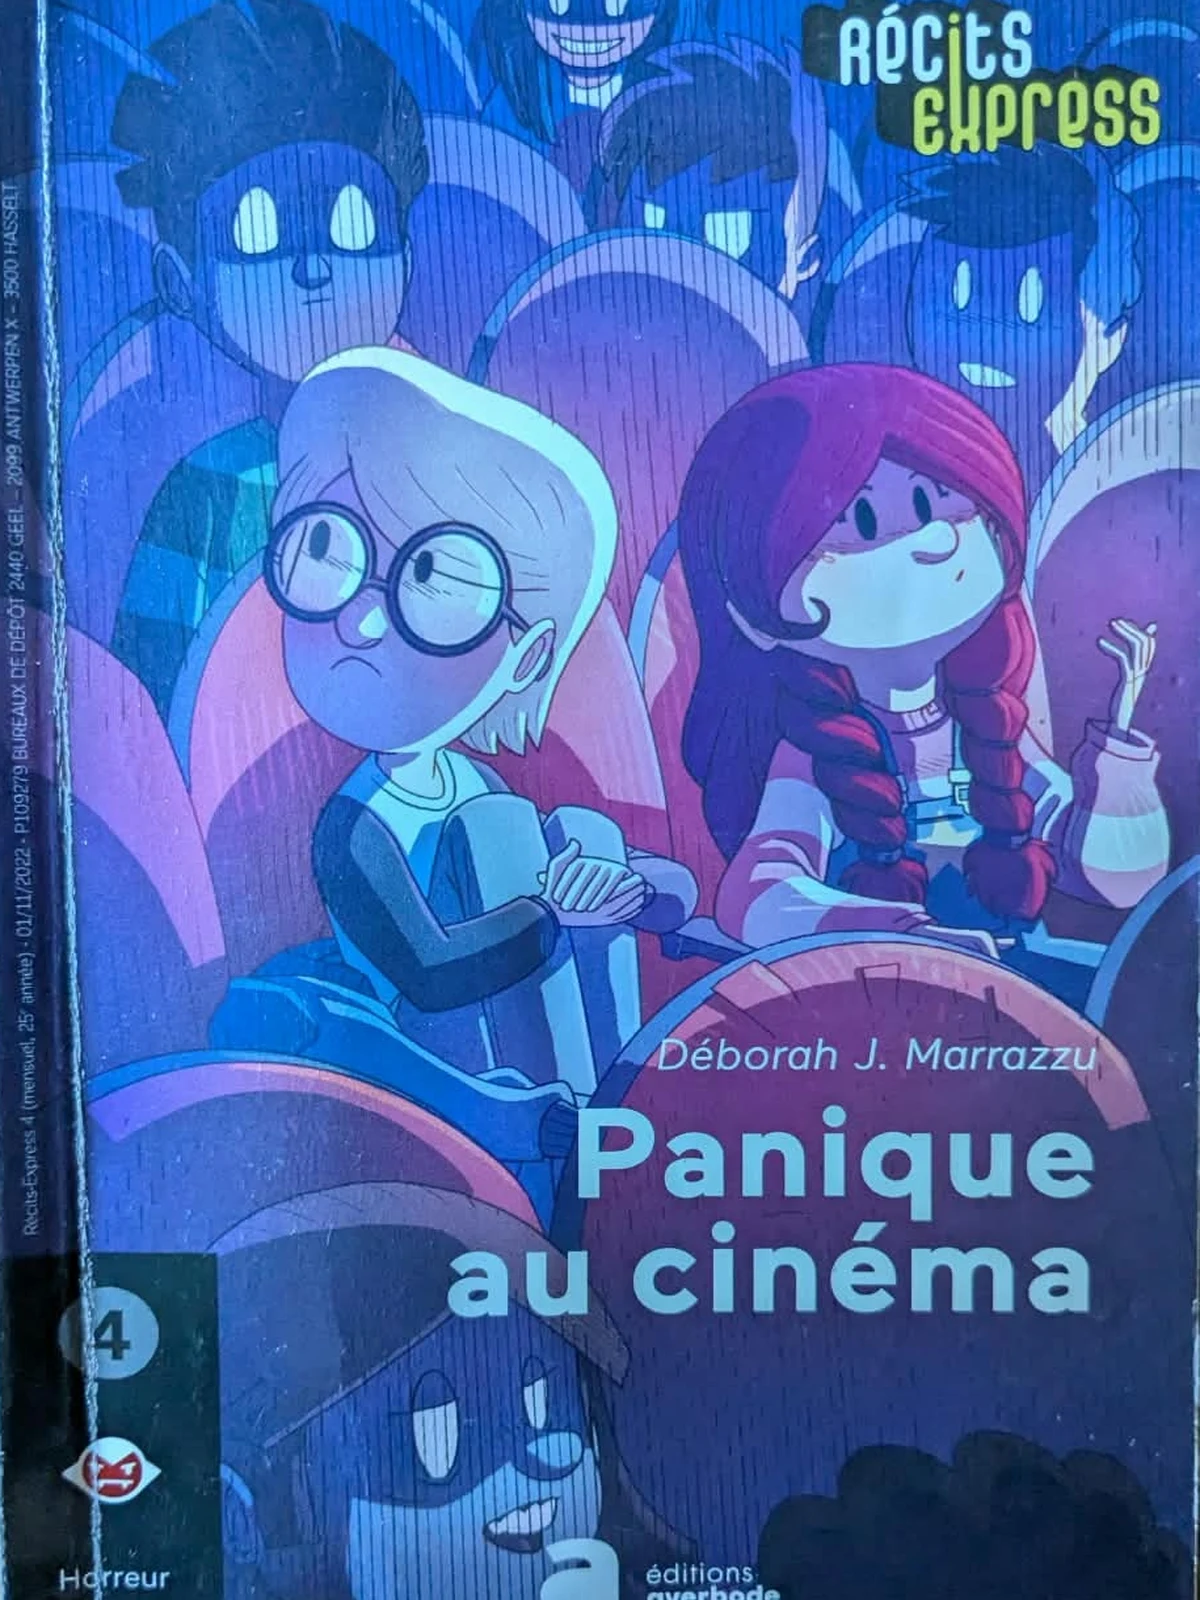 Récits
express
Récits-Express 4 (mensuel, 25e année) - 01/11/2022 - P109279 BUREAUX DE DÉPÔT 2440 GEEL - 2099 ANTWERPEN X - 3500 HASSELT
Déborah J. Marrazzu
Panique
au cinéma
4
Horreur
a
éditions
averbode